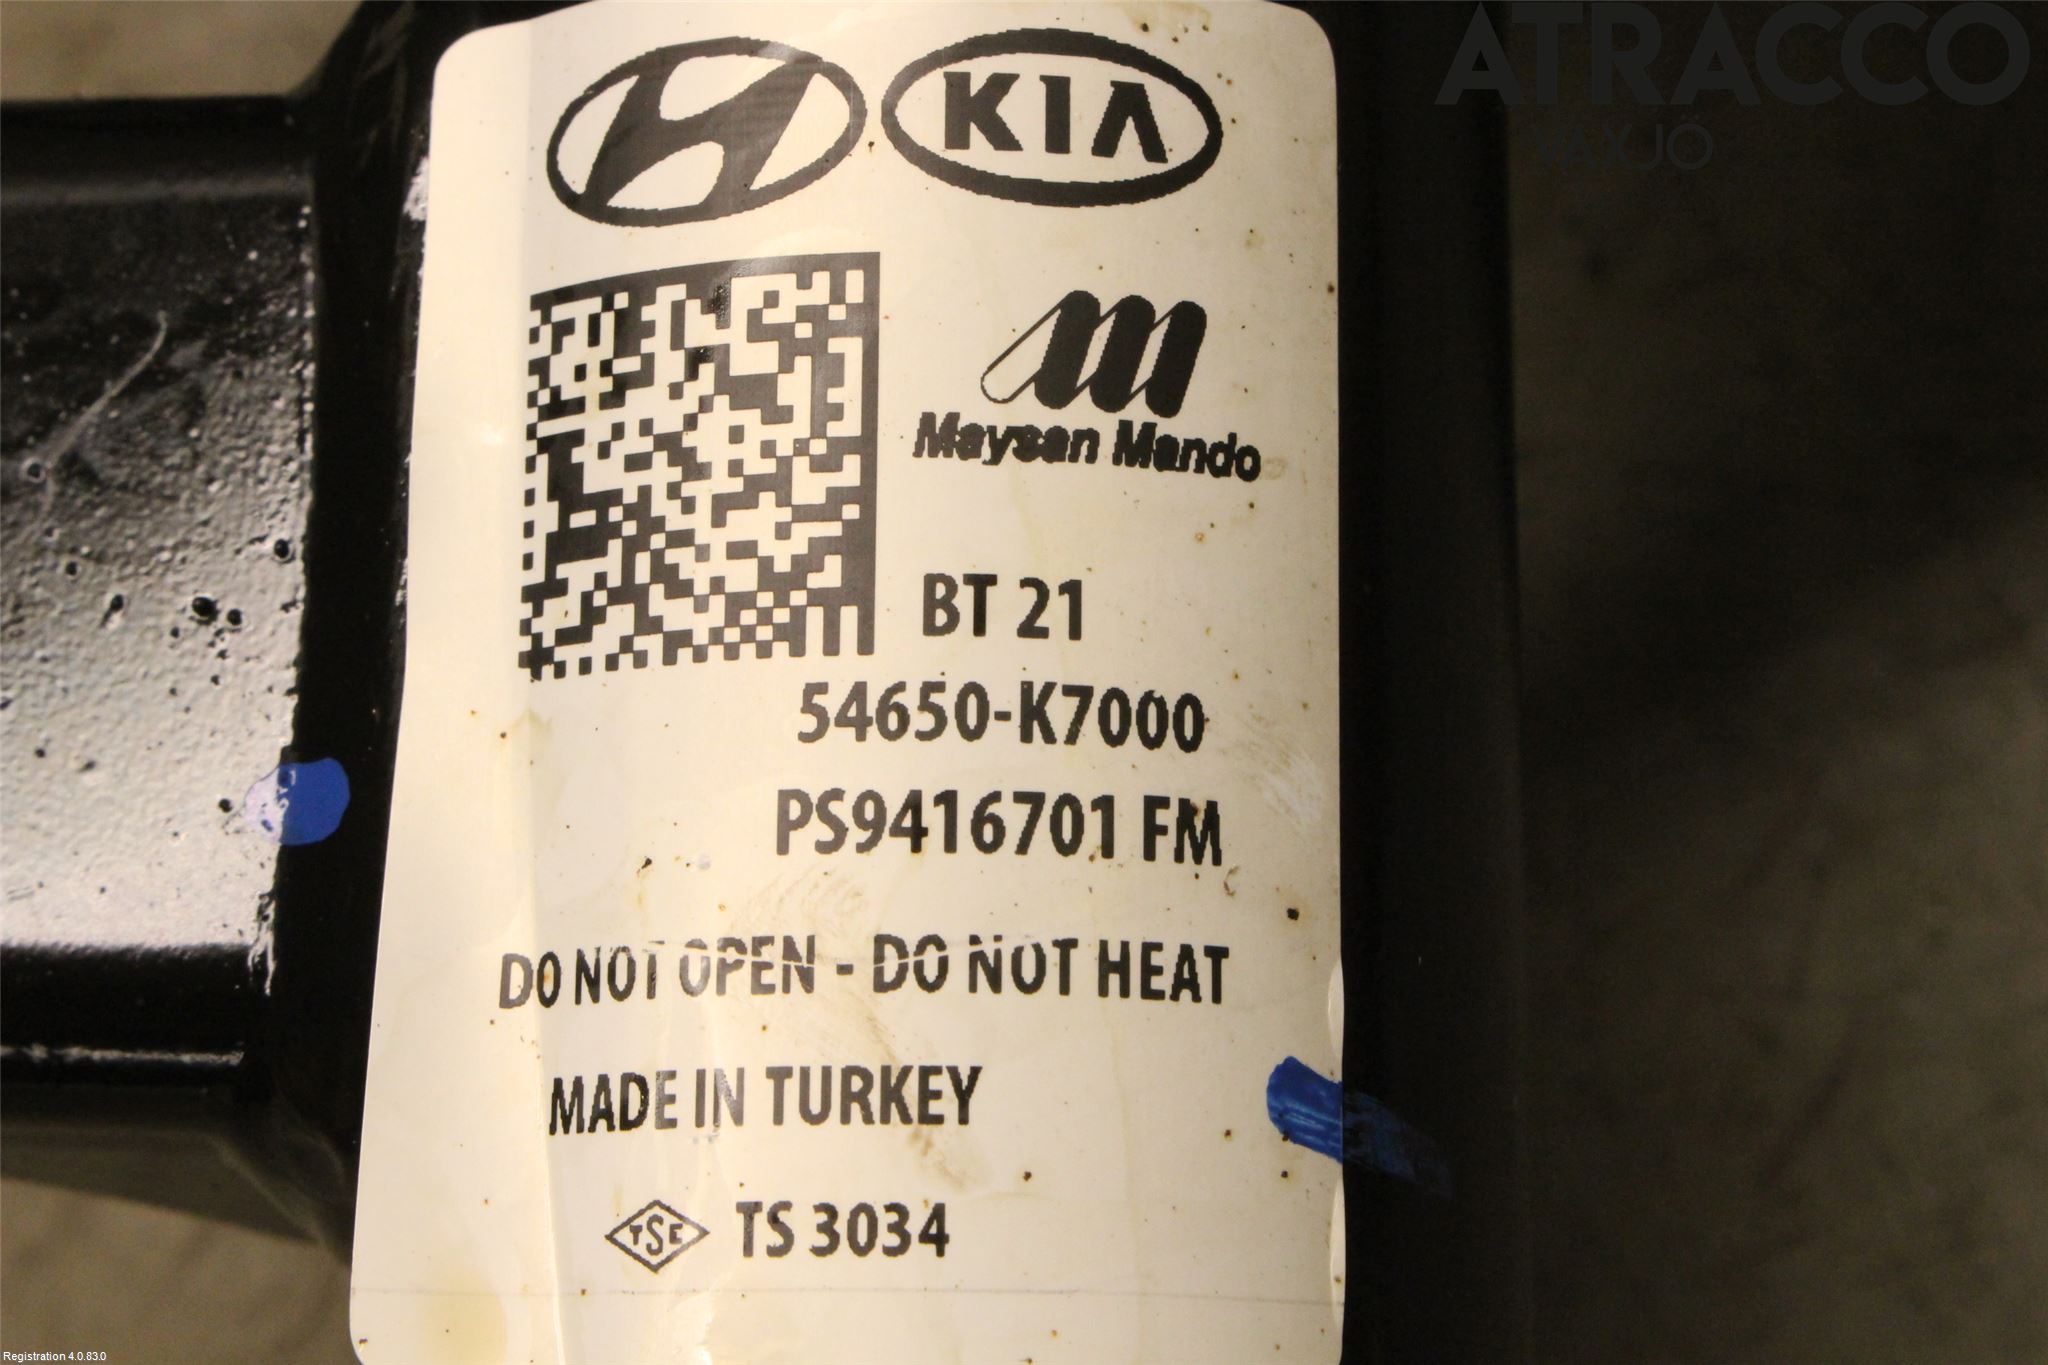 ATRACCO
VÄXJÖ
KIA
Maysan Mando
BT 21
54650-K7000
PS9416701 FM
DO NOT OPEN - DO NOT HEAT
MADE IN TURKEY
TSE TS 3034
Registration 4.0.83.0